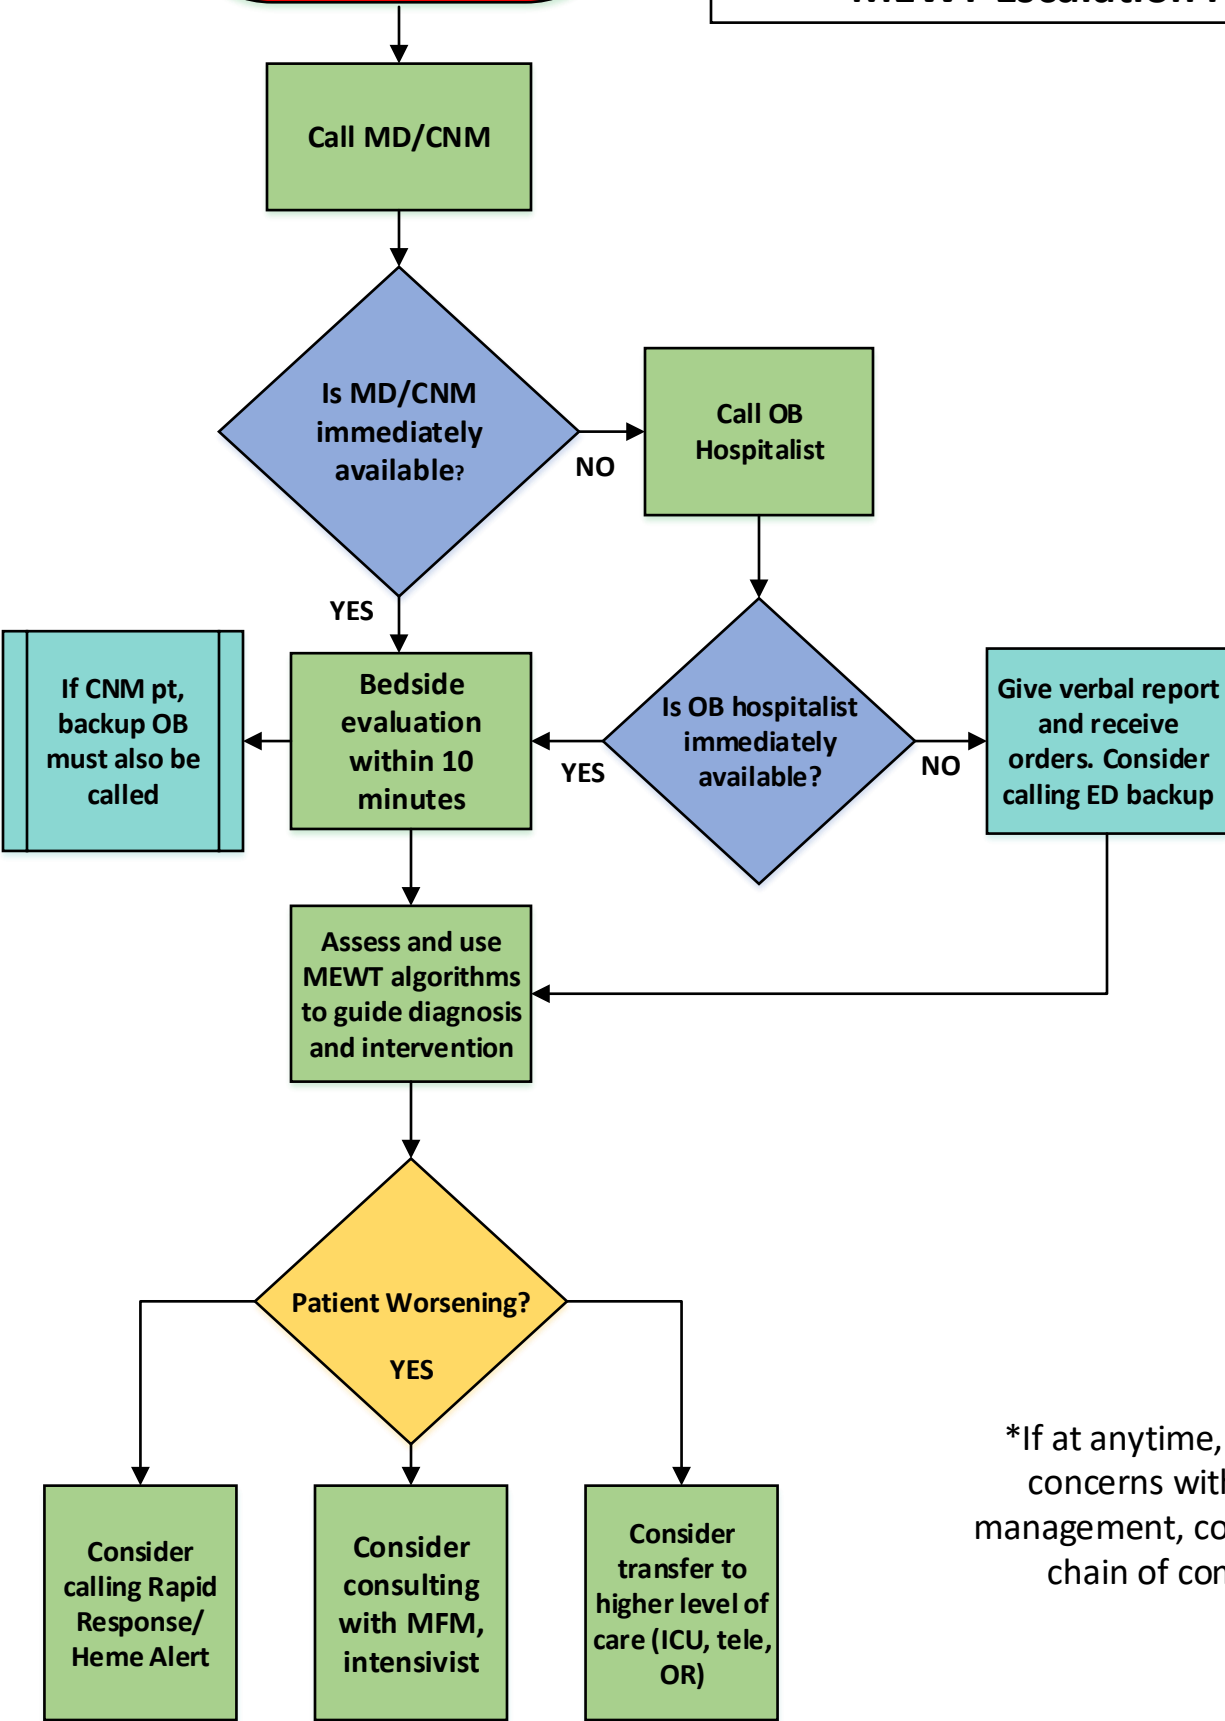 MEWT Escalation
Call MD/CNM
Is MD/CNM
immediately
available?
NO
Call OB
Hospitalist
YES
If CNM pt,
backup OB
must also be
called
Bedside
evaluation
within 10
minutes
YES
Is OB hospitalist
immediately
available?
NO
Give verbal report
and receive
orders. Consider
calling ED backup
Assess and use
MEWT algorithms
to guide diagnosis
and intervention
Patient Worsening?
YES
Consider
calling Rapid
Response/
Heme Alert
Consider
consulting
with MFM,
intensivist
Consider
transfer to
higher level of
care (ICU, tele,
OR)
*If at anytime,
concerns
management,
chain of